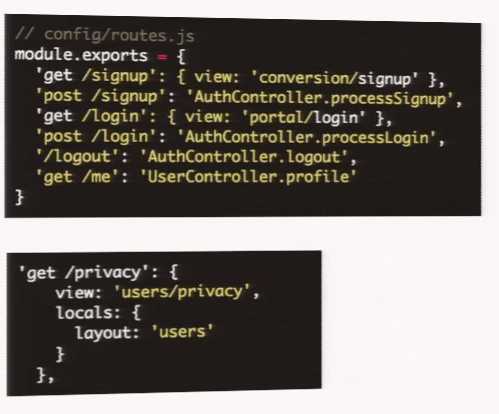 // config/routes.js
module.exports = {
  'get /signup': { view: 'conversion/signup' },
  'post /signup': 'AuthController.processSignup',
  'get /login': { view: 'portal/login' },
  'post /login': 'AuthController.processLogin',
  '/logout': 'AuthController.logout',
  'get /me': 'UserController.profile'
}
'get /privacy': {
    view: 'users/privacy',
    locals: {
      layout: 'users'
    }
  },